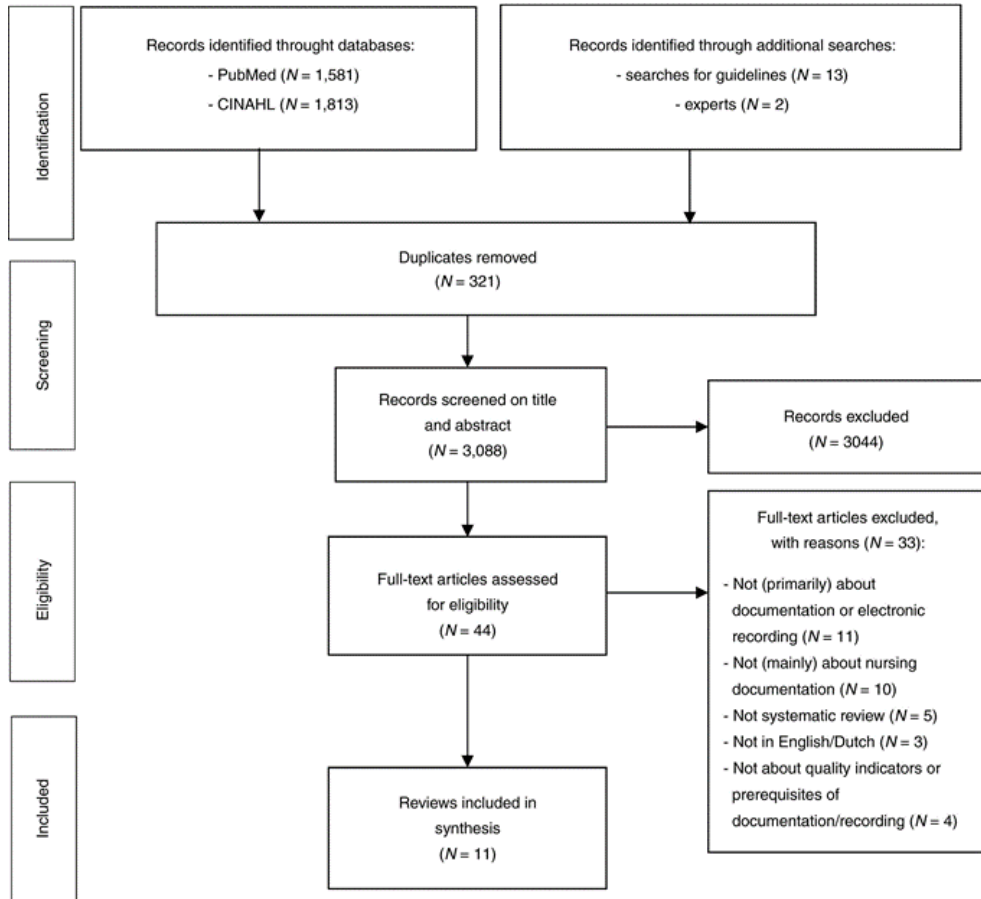 Identification
Records identified throught databases:
- PubMed (N = 1,581)
- CINAHL (N = 1,813)
Records identified through additional searches:
- searches for guidelines (N = 13)
- experts (N = 2)
Duplicates removed
(N = 321)
Screening
Records screened on title
and abstract
(N = 3,088)
Records excluded
(N = 3044)
Eligibility
Full-text articles assessed
for eligibility
(N = 44)
Full-text articles excluded,
with reasons (N = 33):
- Not (primarily) about
documentation or electronic
recording (N = 11)
- Not (mainly) about nursing
documentation (N = 10)
- Not systematic review (N = 5)
- Not in English/Dutch (N = 3)
- Not about quality indicators or
prerequisites of
documentation/recording (N = 4)
Included
Reviews included in
synthesis
(N = 11)